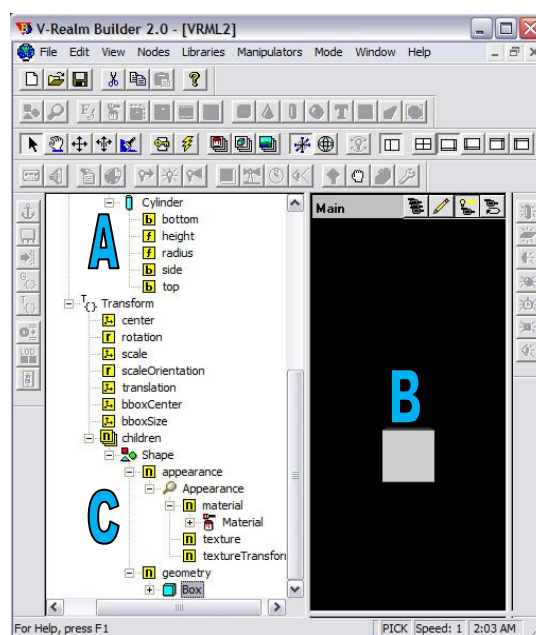 V-Realm Builder 2.0 - [VRML2]
File Edit View Nodes Libraries Manipulators Mode Window Help
Cylinder
Main
A
bottom
height
radius
side
top
Transform
center
rotation
scale
scaleOrientation
translation
B
bboxCenter
bboxSize
children
Shape
appearance
C
Appearance
material
Material
texture
textureTransfor
geometry
Box
For Help, press F1
PICK Speed: 1 2:03 AM